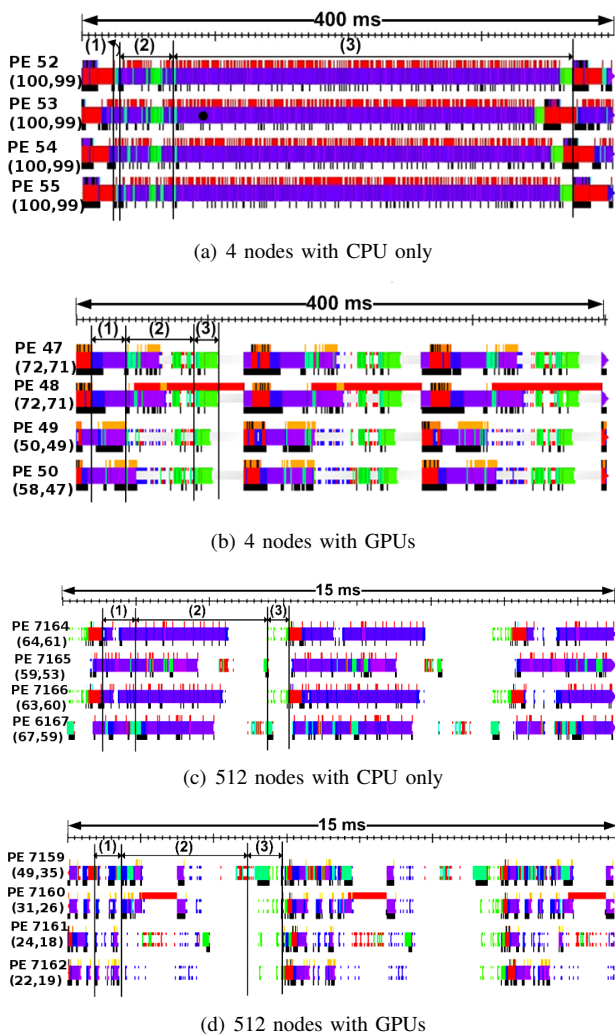 400 ms
(1) (2) (3)
PE 52
(100,99)
PE 53
(100,99)
PE 54
(100,99)
PE 55
(100,99)
(a) 4 nodes with CPU only
400 ms
(1) (2) (3)
PE 47
(72,71)
PE 48
(72,71)
PE 49
(50,49)
PE 50
(58,47)
(b) 4 nodes with GPUs
15 ms
(1) (2) (3)
PE 7164
(64,61)
PE 7165
(59,53)
PE 7166
(63,60)
PE 6167
(67,59)
(c) 512 nodes with CPU only
15 ms
(1) (2) (3)
PE 7159
(49,35)
PE 7160
(31,26)
PE 7161
(24,18)
PE 7162
(22,19)
(d) 512 nodes with GPUs